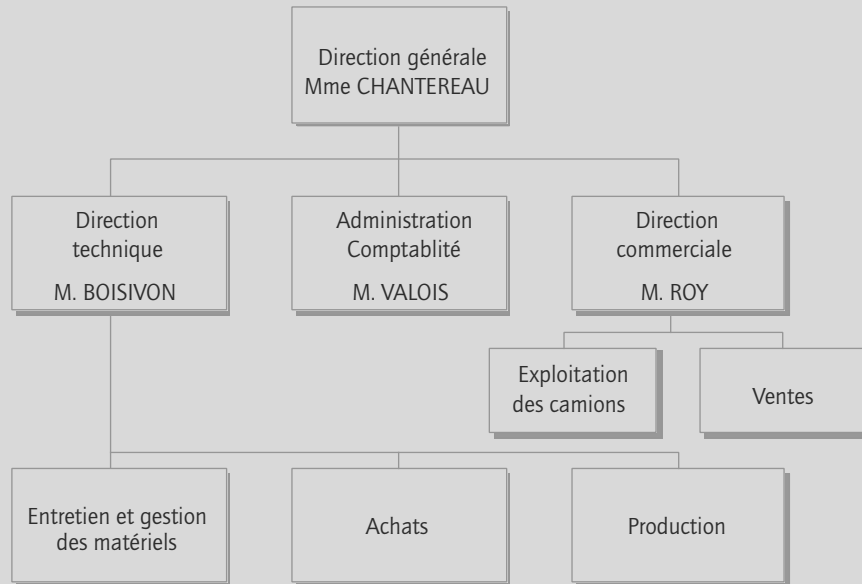 Direction générale
Mme CHANTEREAU
Direction
technique
M. BOISIVON
Administration
Comptablité
M. VALOIS
Direction
commerciale
M. ROY
Exploitation
des camions
Ventes
Entretien et gestion
des matériels
Achats
Production